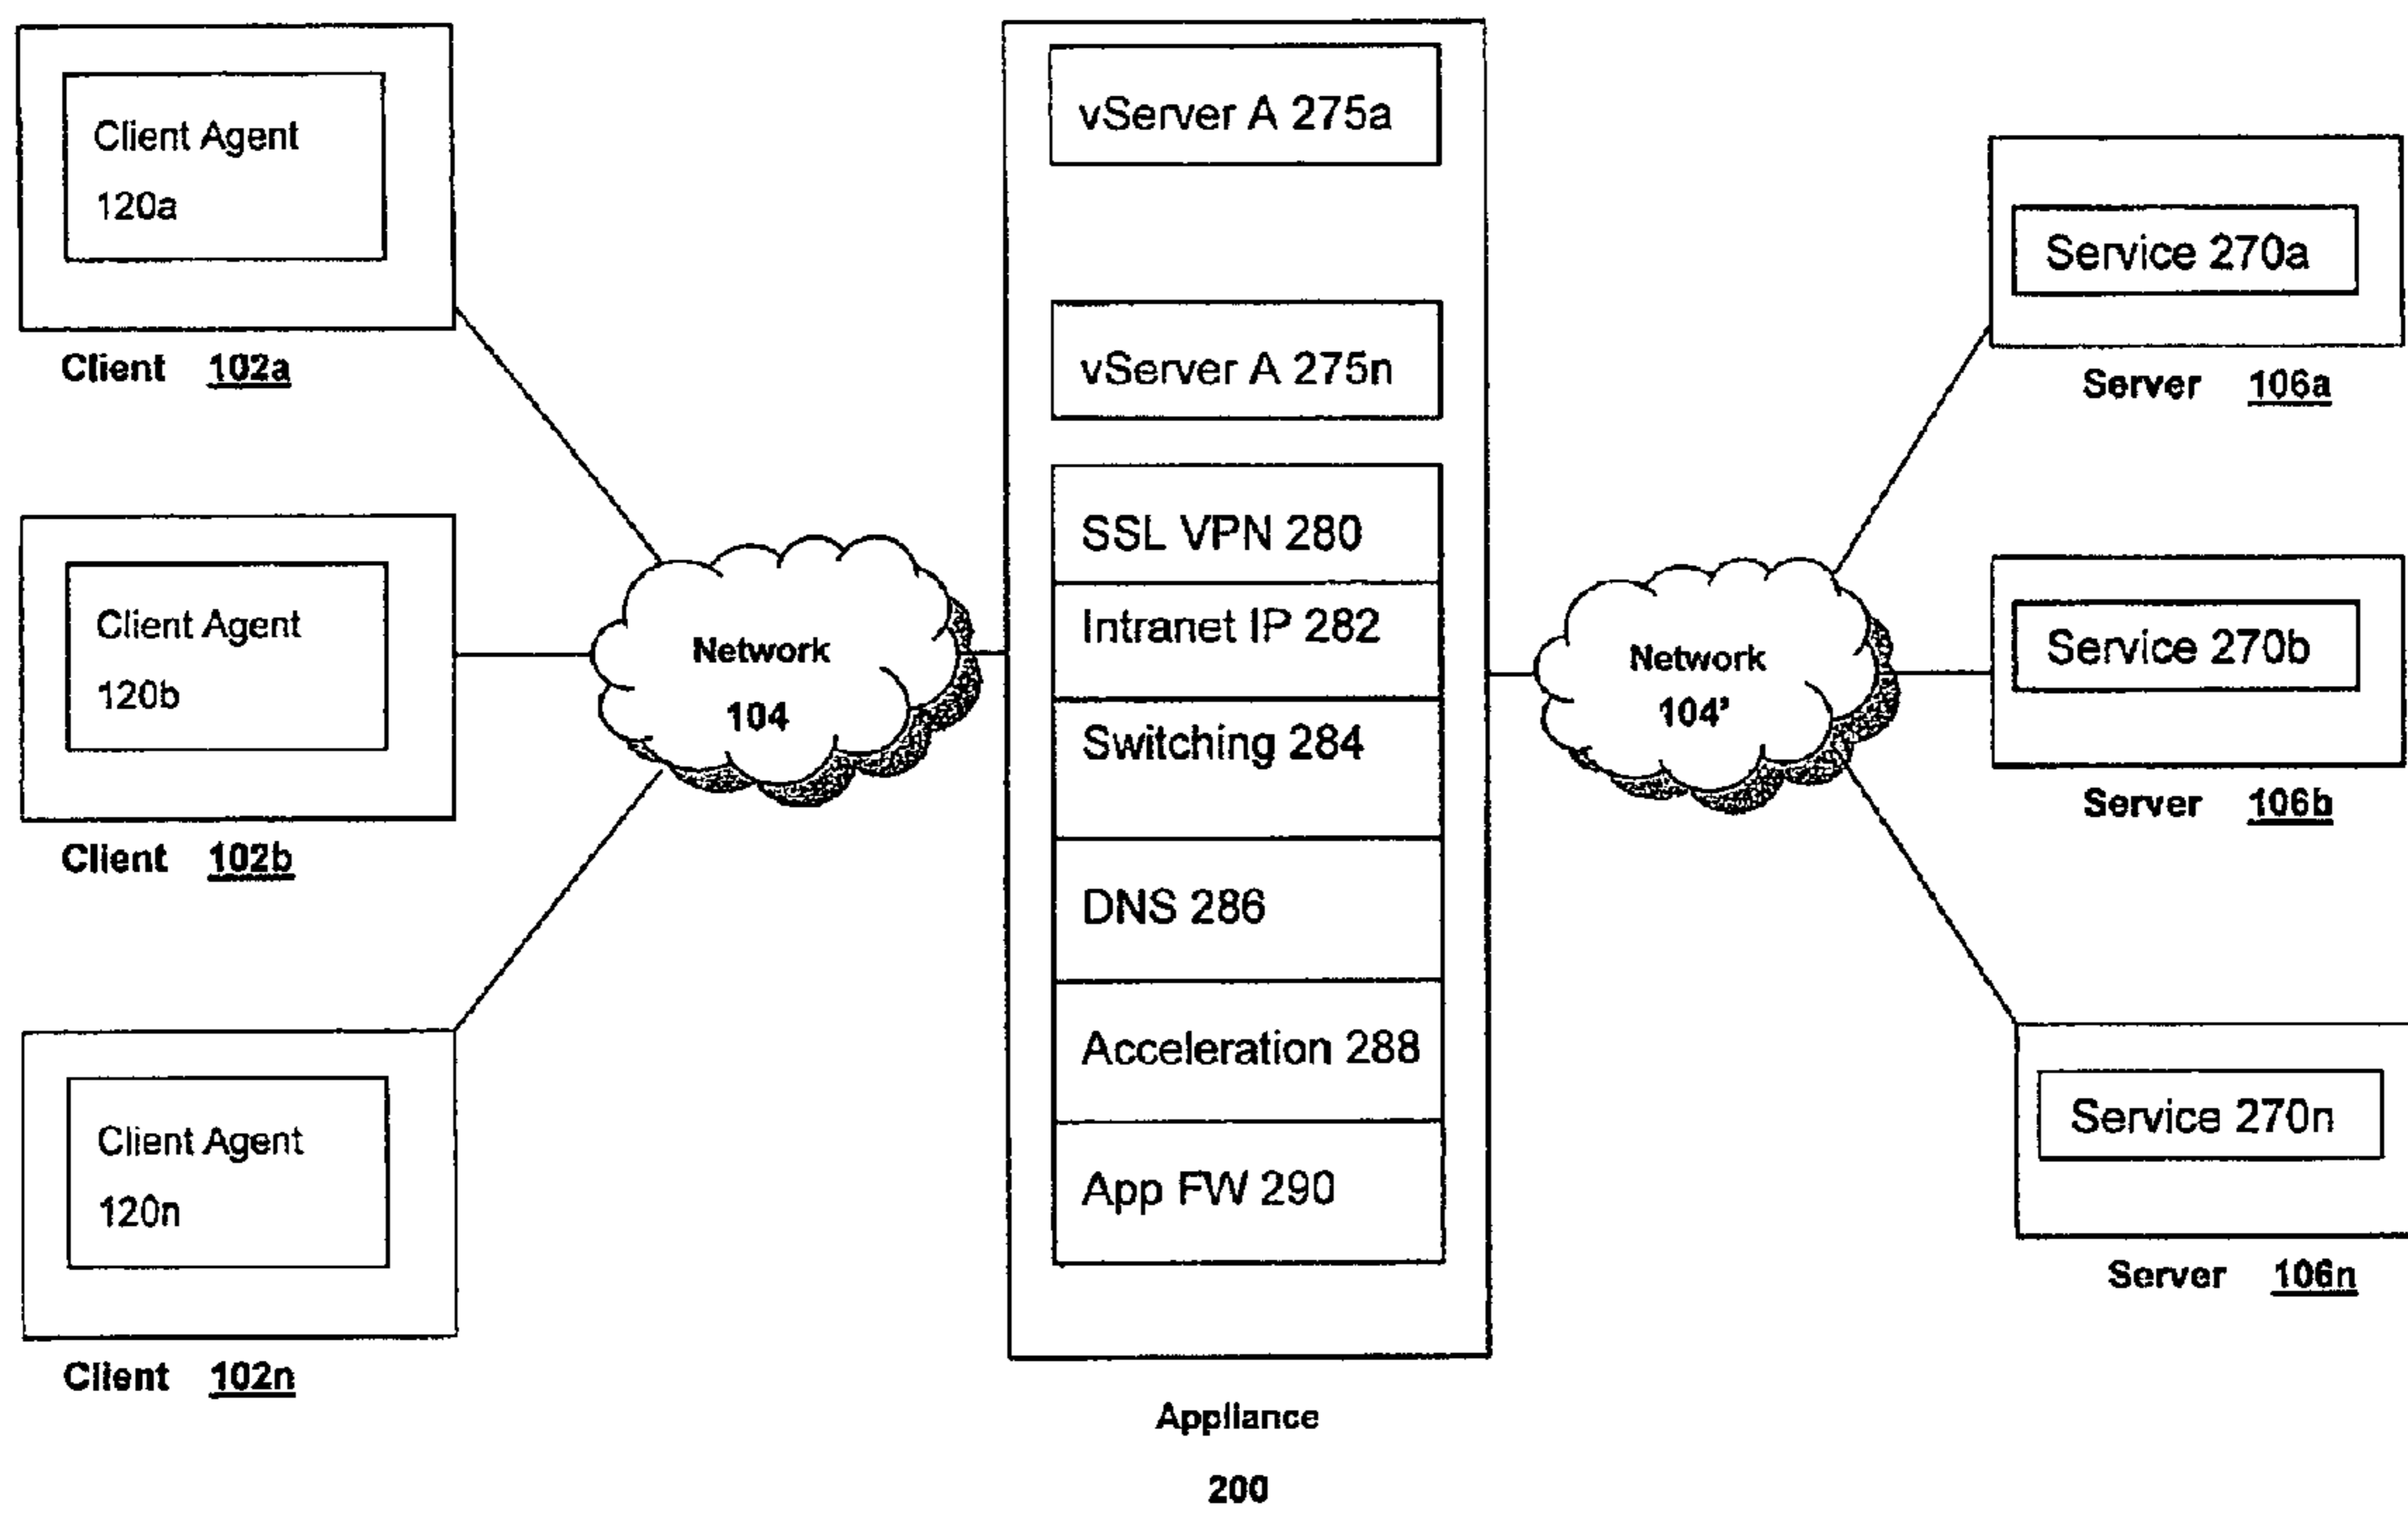 Client Agent
120a
Client 102a
Client Agent
120b
Client 102b
Client Agent
120n
Client 102n
Network
104
vServer A 275a
vServer A 275n
SSL VPN 280
Intranet IP 282
Switching 284
DNS 286
Acceleration 288
App FW 290
Appliance
200
Network
104'
Service 270a
Server 106a
Service 270b
Server 106b
Service 270n
Server 106n